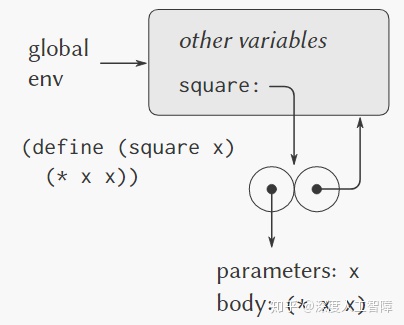 global
env
other variables
square:
(define (square x)
(* x x))
parameters: x
body: (* x x)
知乎 @深度人工智障